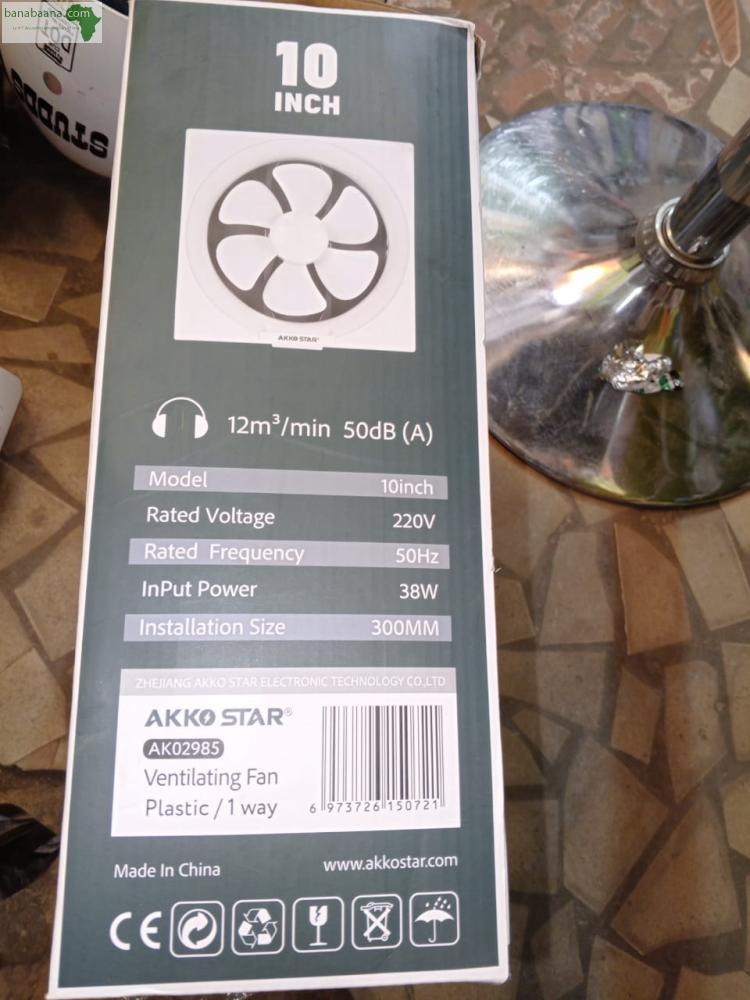 banabaana.com
STUDDS
10
INCH
AKKO STAR®
12m³/min 50dB (A)
Model 10inch
Rated Voltage 220V
Rated Frequency 50Hz
InPut Power 38W
Installation Size 300MM
ZHEJIANG AKKO STAR ELECTRONIC TECHNOLOGY CO.,LTD
AKKO STAR®
AK02985
Ventilating Fan
Plastic / 1 way
6 973726 150721
Made In China
www.akkostar.com
CE